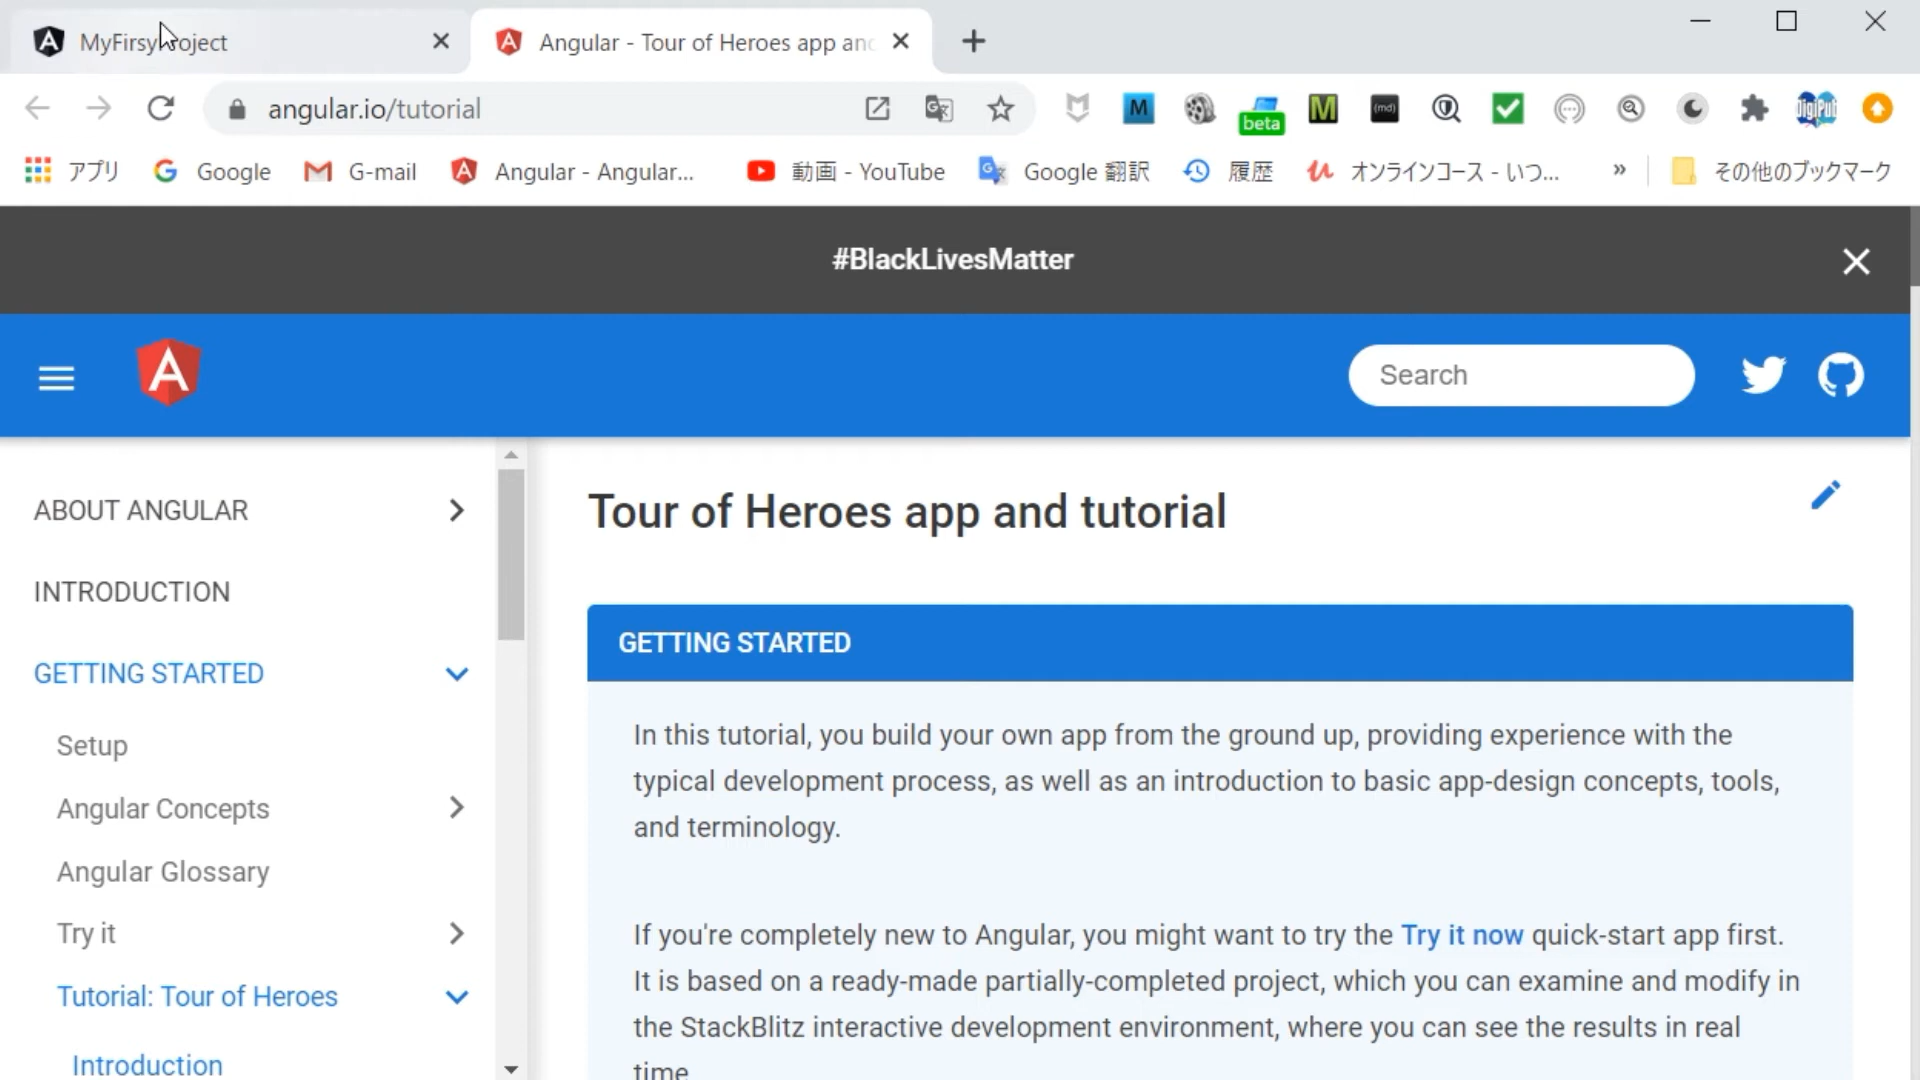 MyFirsyProject
Angular - Tour of Heroes app and
angular.io/tutorial
M
beta
M
(md)
DigiPub
アプリ
Google
G-mail
Angular - Angular...
動画 - YouTube
Google 翻訳
履歴
オンラインコース - いつ...
»
その他のブックマーク
#BlackLivesMatter
A
Search
ABOUT ANGULAR
INTRODUCTION
GETTING STARTED
Setup
Angular Concepts
Angular Glossary
Try it
Tutorial: Tour of Heroes
Introduction
Tour of Heroes app and tutorial
GETTING STARTED
In this tutorial, you build your own app from the ground up, providing experience with the
typical development process, as well as an introduction to basic app-design concepts, tools,
and terminology.
If you're completely new to Angular, you might want to try the Try it now quick-start app first.
It is based on a ready-made partially-completed project, which you can examine and modify in
the StackBlitz interactive development environment, where you can see the results in real
time.